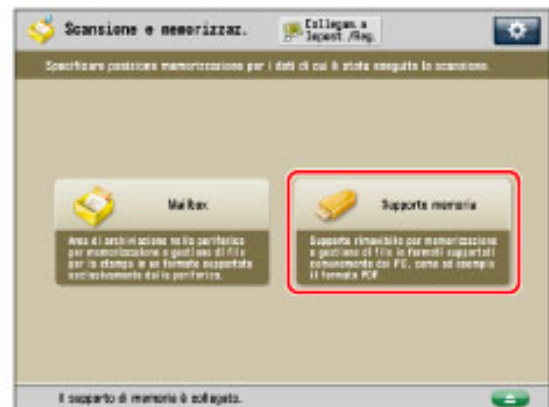 Scansione e memorizzaz.
Collegam. a
Impost./Reg.
Specificare posizione memorizzazione per i dati di cui è stata eseguita la scansione.
Mailbox
Area di archiviazione nella periferica
per memorizzazione e gestione di file
per la stampa in un formato supportato
esclusivamente dalla periferica.
Supporto memoria
Supporto rimovibile per memorizzazione
e gestione di file in formati supportati
comunemente dai PC, come ad esempio
il formato PDF.
Il supporto di memoria è collegato.